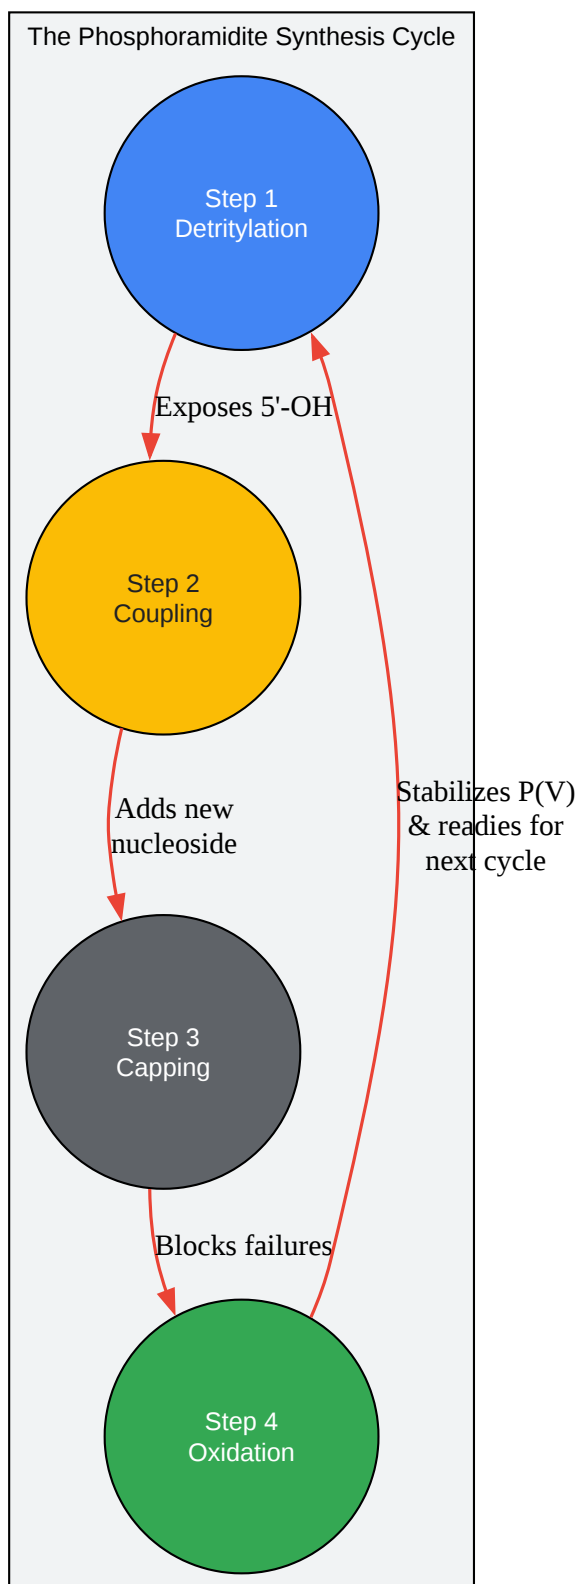 The Phosphoramidite Synthesis Cycle
Step 1
Detritylation
Exposes 5'-OH
Step 2
Coupling
Adds new
nucleoside
Stabilizes P(V)
& readies for
next cycle
Step 3
Capping
Blocks failures
Step 4
Oxidation